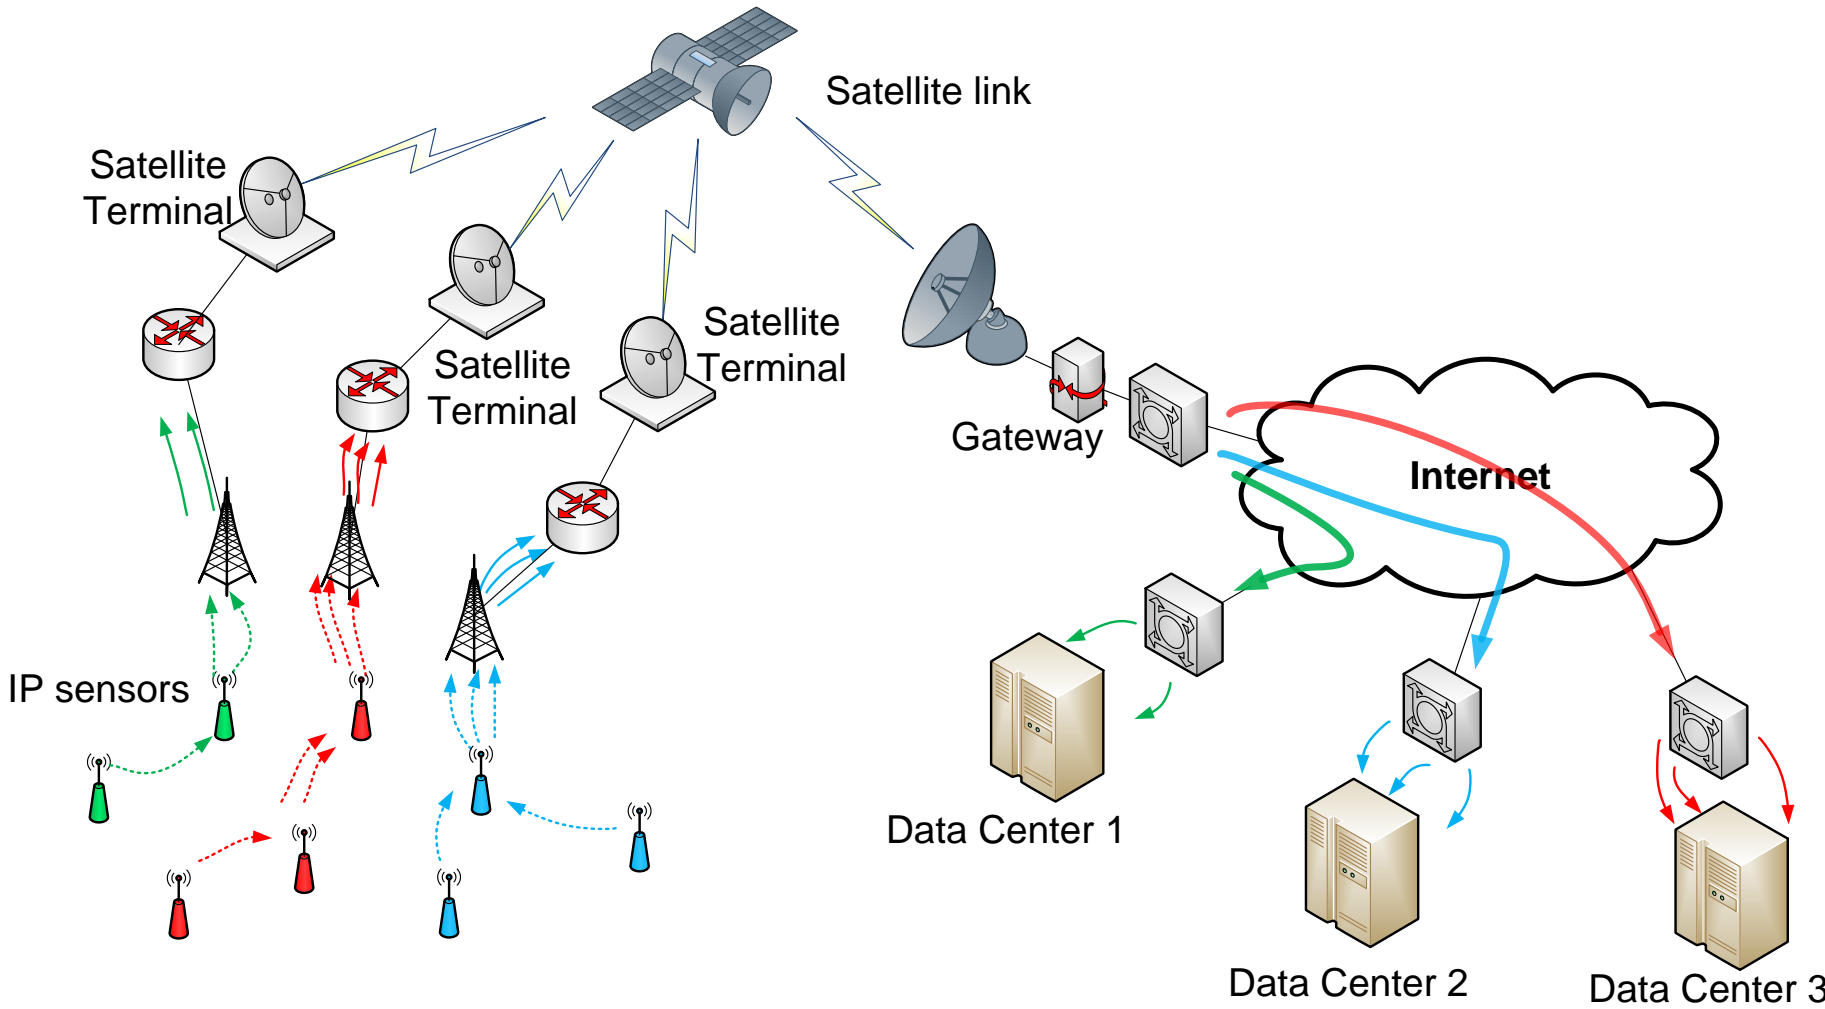 Satellite link
Satellite
Terminal
Satellite
Terminal
Satellite
Terminal
Gateway
Internet
IP sensors
Data Center 1
Data Center 2
Data Center 3